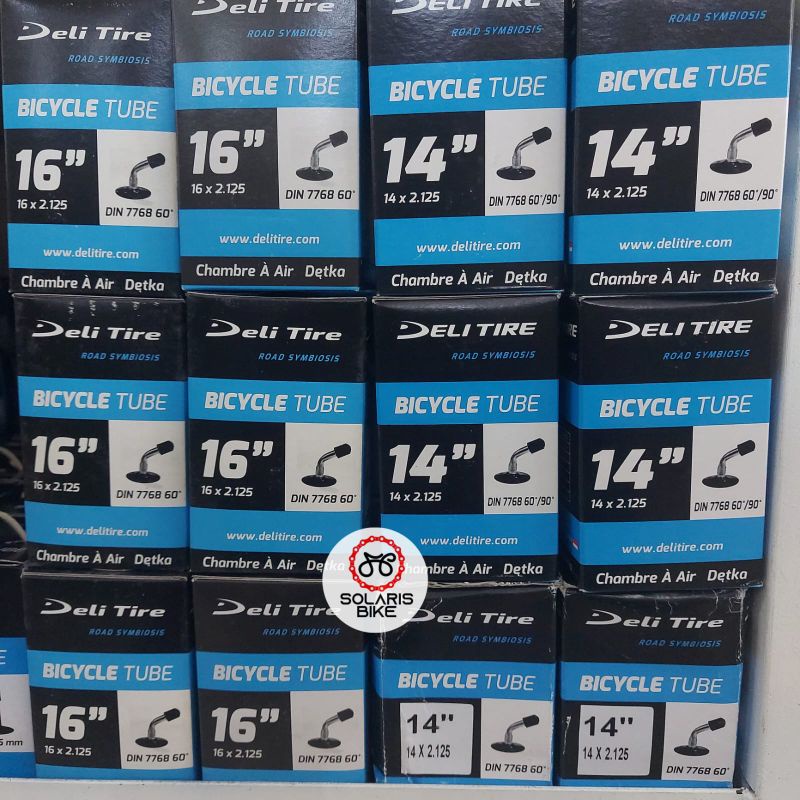 Deli Tire
ROAD SYMBIOSIS
BICYCLE TUBE
16”
16 x 2.125
DIN 7768 60°
www.delitire.com
Chambre À Air Dętka
Deli Tire
ROAD SYMBIOSIS
BICYCLE TUBE
16”
16 x 2.125
DIN 7768 60°
www.delitire.com
Chambre À Air Dętka
DELI TIRE
ROAD SYMBIOSIS
BICYCLE TUBE
14”
14 x 2.125
DIN 7768 60°/90°
www.delitire.com
Chambre À Air Dętka
ROAD SYMBIOSIS
BICYCLE TUBE
14”
14 x 2.125
DIN 7768 60°/90°
www.delitire.com
Chambre À Air Dętka
Deli Tire
ROAD SYMBIOSIS
BICYCLE TUBE
16”
16 x 2.125
DIN 7768 60°
www.delitire.com
Chambre À Air Dętka
Deli Tire
ROAD SYMBIOSIS
BICYCLE TUBE
16”
16 x 2.125
DIN 7768 60°
www.delitire.com
Chambre À Air
DELI TIRE
ROAD SYMBIOSIS
BICYCLE TUBE
14”
14 x 2.125
DIN 7768 60°/90°
www.delitire.com
Chambre À Air Dętka
DELI TIRE
ROAD SYMBIOSIS
BICYCLE TUBE
14”
14 x 2.125
DIN 7768 60°/90°
www.delitire.com
Chambre À Air Dętka
SOLARIS
BIKE
Deli Tire
ROAD SYMBIOSIS
BICYCLE TUBE
16”
16 x 2.125
DIN 7768 60°
Deli Tire
ROAD SYMBIOSIS
BICYCLE TUBE
16”
16 x 2.125
DIN 7768 60°
Deli Tire
ROAD SYMBIOSIS
BICYCLE TUBE
14"
14 X 2.125
DIN 7768 60°
Deli Tire
ROAD SYMBIOSIS
BICYCLE TUBE
14"
14 X 2.125
DIN 7768 60°